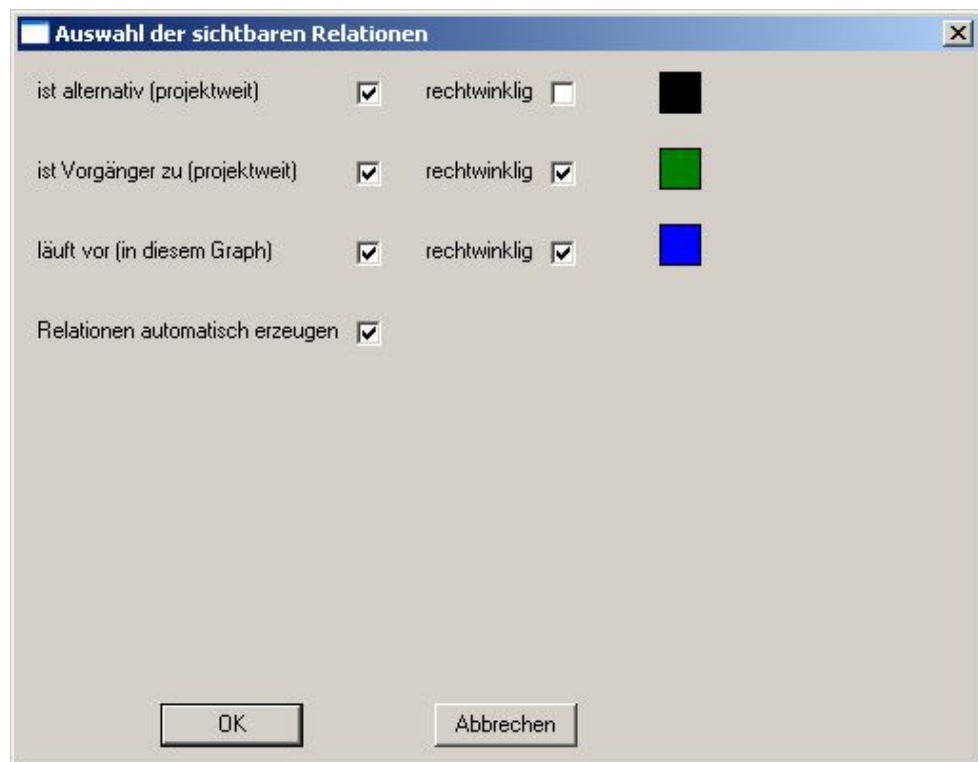 Auswahl der sichtbaren Relationen
ist alternativ (projektweit) rechtwinklig
ist Vorgänger zu (projektweit) rechtwinklig
läuft vor (in diesem Graph) rechtwinklig
Relationen automatisch erzeugen
OK Abbrechen